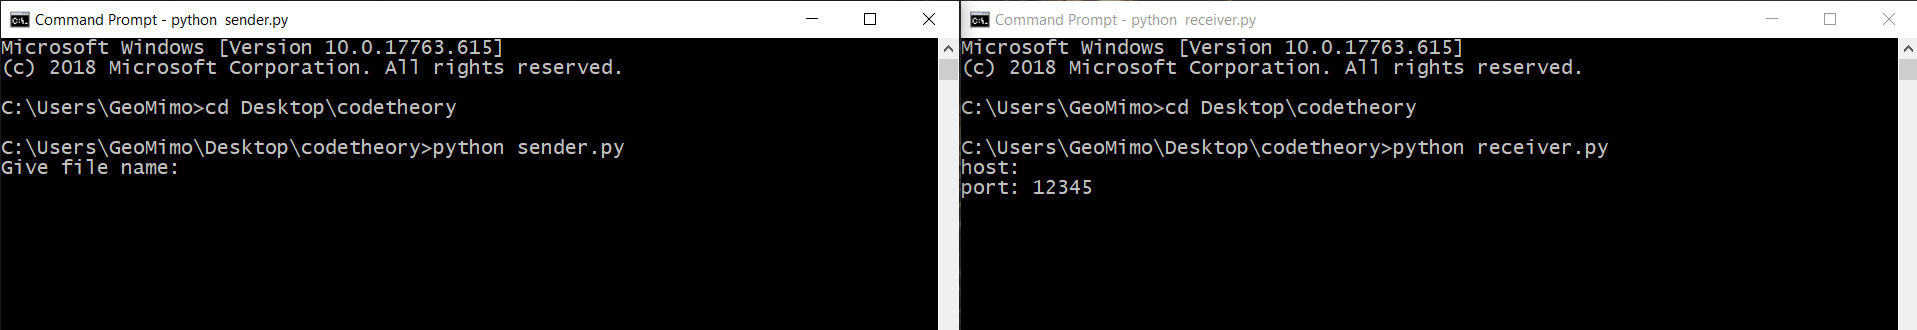 Command Prompt - python  sender.py
Microsoft Windows [Version 10.0.17763.615]
(c) 2018 Microsoft Corporation. All rights reserved.
C:\Users\GeoMimo>cd Desktop\codetheory
C:\Users\GeoMimo\Desktop\codetheory>python sender.py
Give file name:
Command Prompt - python  receiver.py
Microsoft Windows [Version 10.0.17763.615]
(c) 2018 Microsoft Corporation. All rights reserved.
C:\Users\GeoMimo>cd Desktop\codetheory
C:\Users\GeoMimo\Desktop\codetheory>python receiver.py
host:
port: 12345